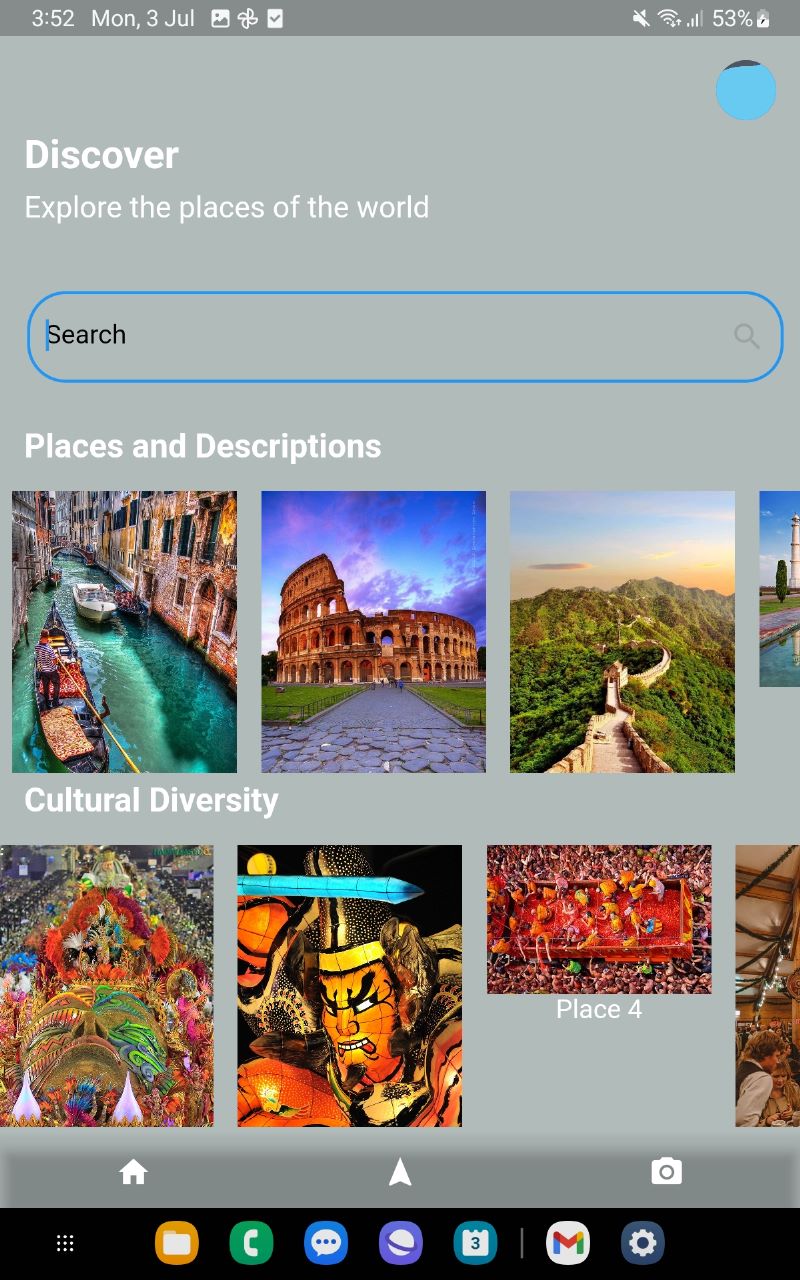 3:52 Mon, 3 Jul
53%
Discover
Explore the places of the world
Search
Places and Descriptions
Cultural Diversity
Place 4
3